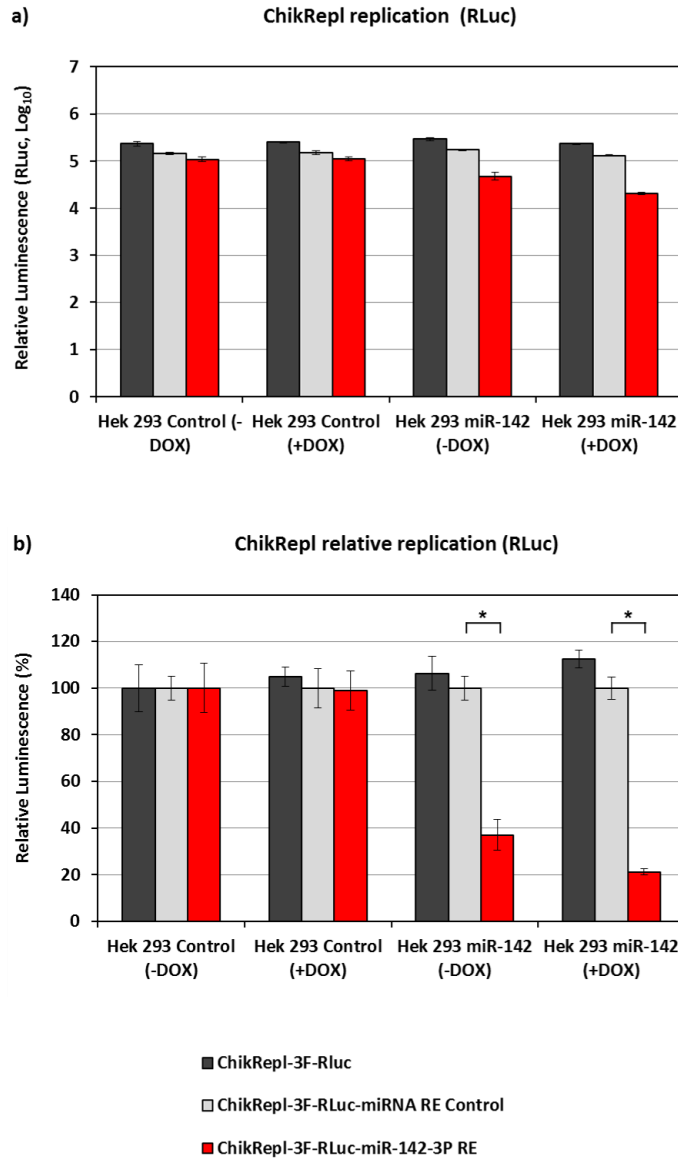 a)
ChikRepl replication (RLuc)
Relative Luminescence (RLuc, Log10)
7
6
5
4
3
2
1
0
Hek 293 Control (-
DOX)
Hek 293 Control
(+DOX)
Hek 293 miR-142
(-DOX)
Hek 293 miR-142
(+DOX)
b)
ChikRepl relative replication (RLuc)
Relative Luminescence (%)
140
120
100
80
60
40
20
0
*
*
Hek 293 Control
(-DOX)
Hek 293 Control
(+DOX)
Hek 293 miR-142
(-DOX)
Hek 293 miR-142
(+DOX)
ChikRepl-3F-Rluc
ChikRepl-3F-RLuc-miRNA RE Control
ChikRepl-3F-RLuc-miR-142-3P RE